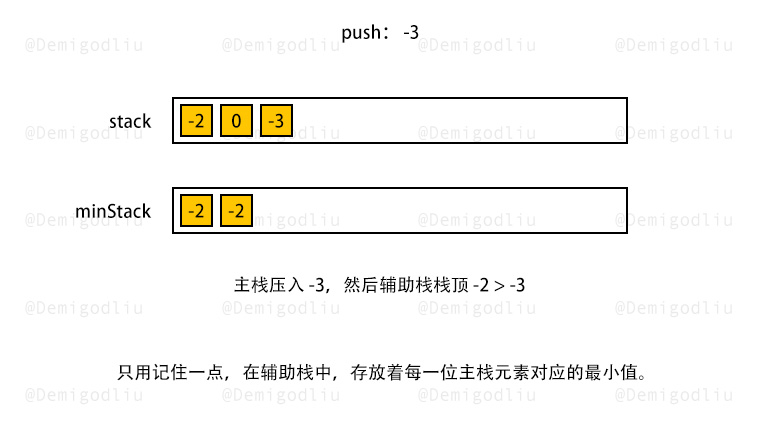 push： -3
@Demigodliu @Demigodliu @Demigodliu @Demigodliu
stack -2 0 -3
@Demigodliu @Demigodliu @Demigodliu @Demigodliu
minStack -2 -2
@Demigodliu @Demigodliu @Demigodliu @Demigodliu
主栈压入 -3，然后辅助栈栈顶 -2 > -3
@Demigodliu @Demigodliu @Demigodliu @Demigodliu
只用记住一点，在辅助栈中，存放着每一位主栈元素对应的最小值。
@Demigodliu @Demigodliu @Demigodliu @Demigodliu